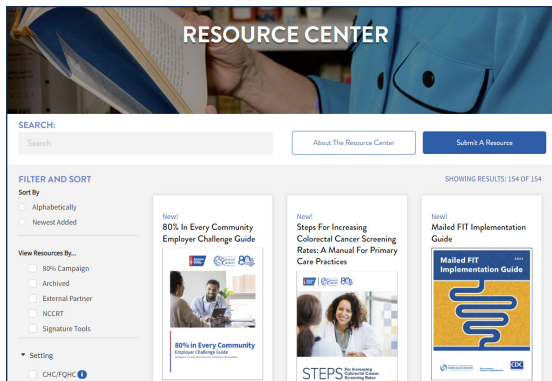 RESOURCE CENTER
SEARCH:
Search
About The Resource Center
Submit A Resource
FILTER AND SORT
SHOWING RESULTS: 154 OF 154
Sort By
Alphabetically
Newest Added
View Resources By...
80% Campaign
Archived
External Partner
NCCRT
Signature Tools
Setting
CHC/FQHC
New!
80% In Every Community
Employer Challenge Guide
80% in Every Community
Employer Challenge Guide
New!
Steps For Increasing
Colorectal Cancer Screening
Rates: A Manual For Primary
Care Practices
STEPS For Increasing
Colorectal Cancer
Screening Rates
New!
Mailed FIT Implementation
Guide
Mailed FIT
Implementation Guide
CDC